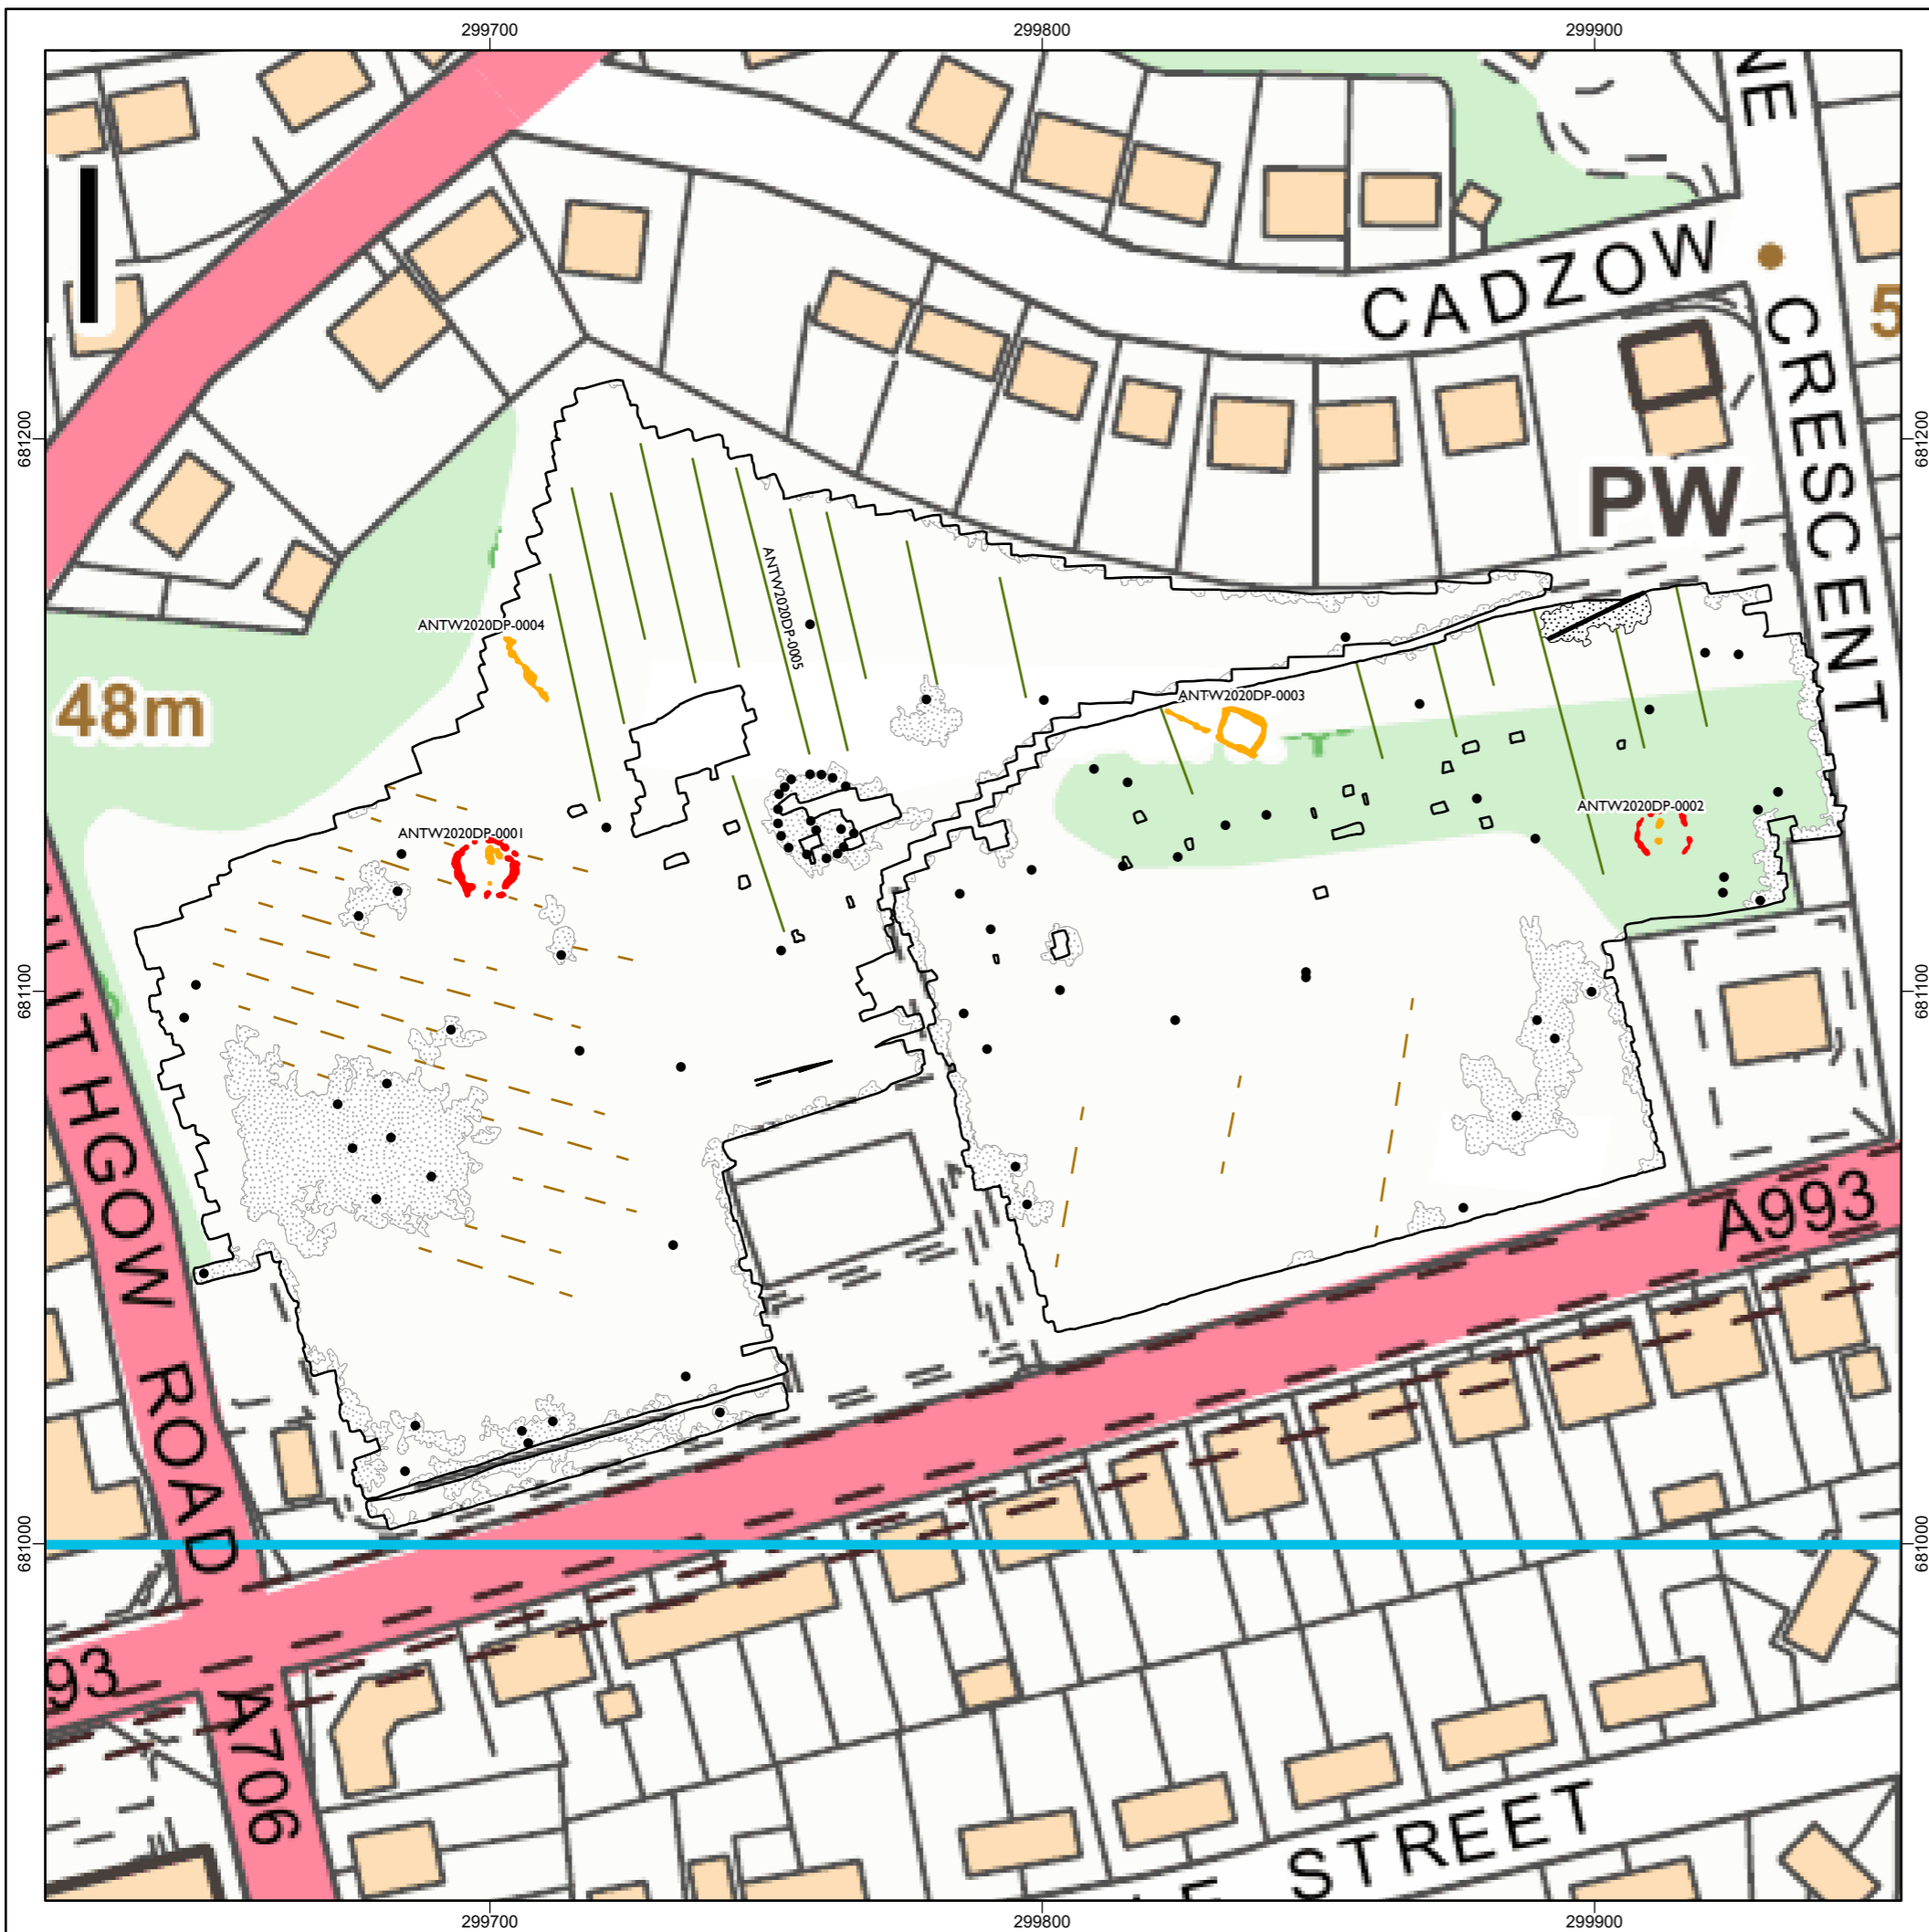 299700
299800
299900
NE
CADZOW
CRESCENT
5
681200
681200
PW
ANTW2020DP-0005
ANTW2020DP-0004
48m
ANTW2020DP-0003
ANTW2020DP-0002
ANTW2020DP-0001
681100
681100
LITHGOW ROAD
A993
681000
681000
93
A706
STREET
299700
299800
299900